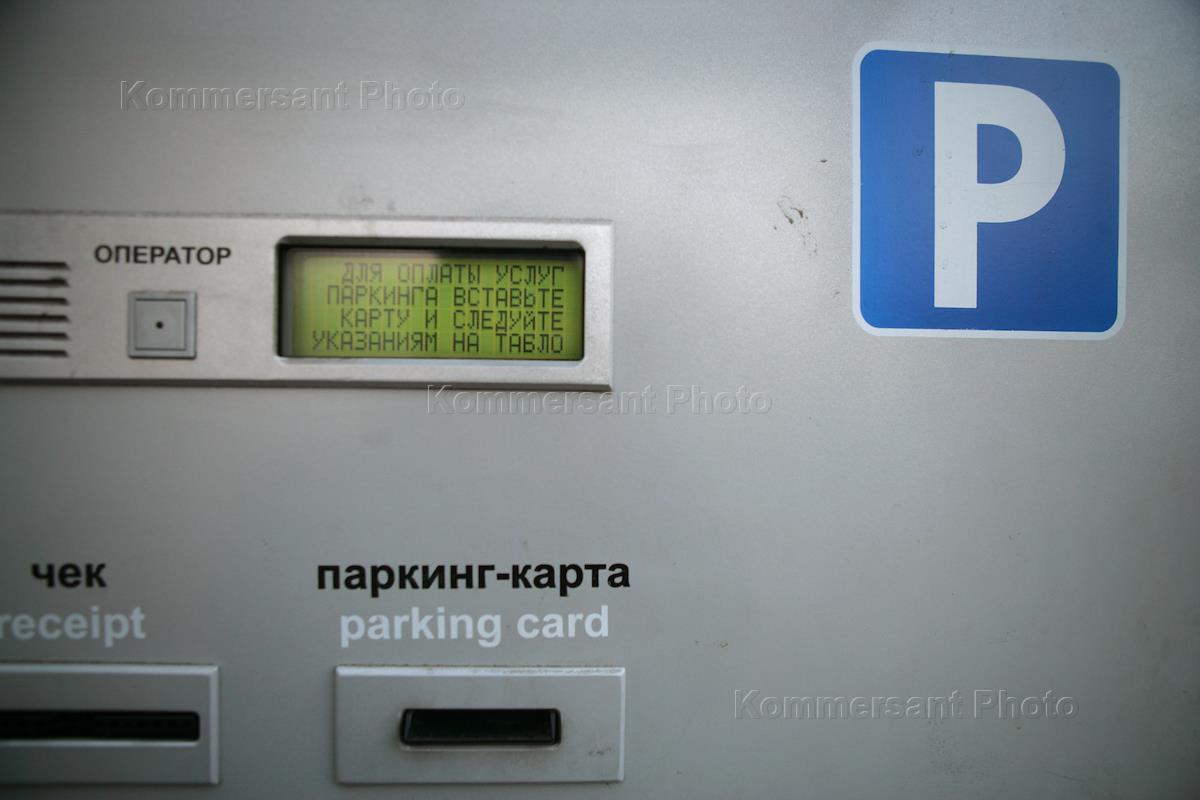 Kommersant Photo
P
ОПЕРАТОР
ДЛЯ ОПЛАТЫ УСЛУГ
ПАРКИНГА ВСТАВЬТЕ
КАРТУ И СЛЕДУЙТЕ
УКАЗАНИЯМ НА ТАБЛО
Kommersant Photo
чек
receipt
паркинг-карта
parking card
Kommersant Photo